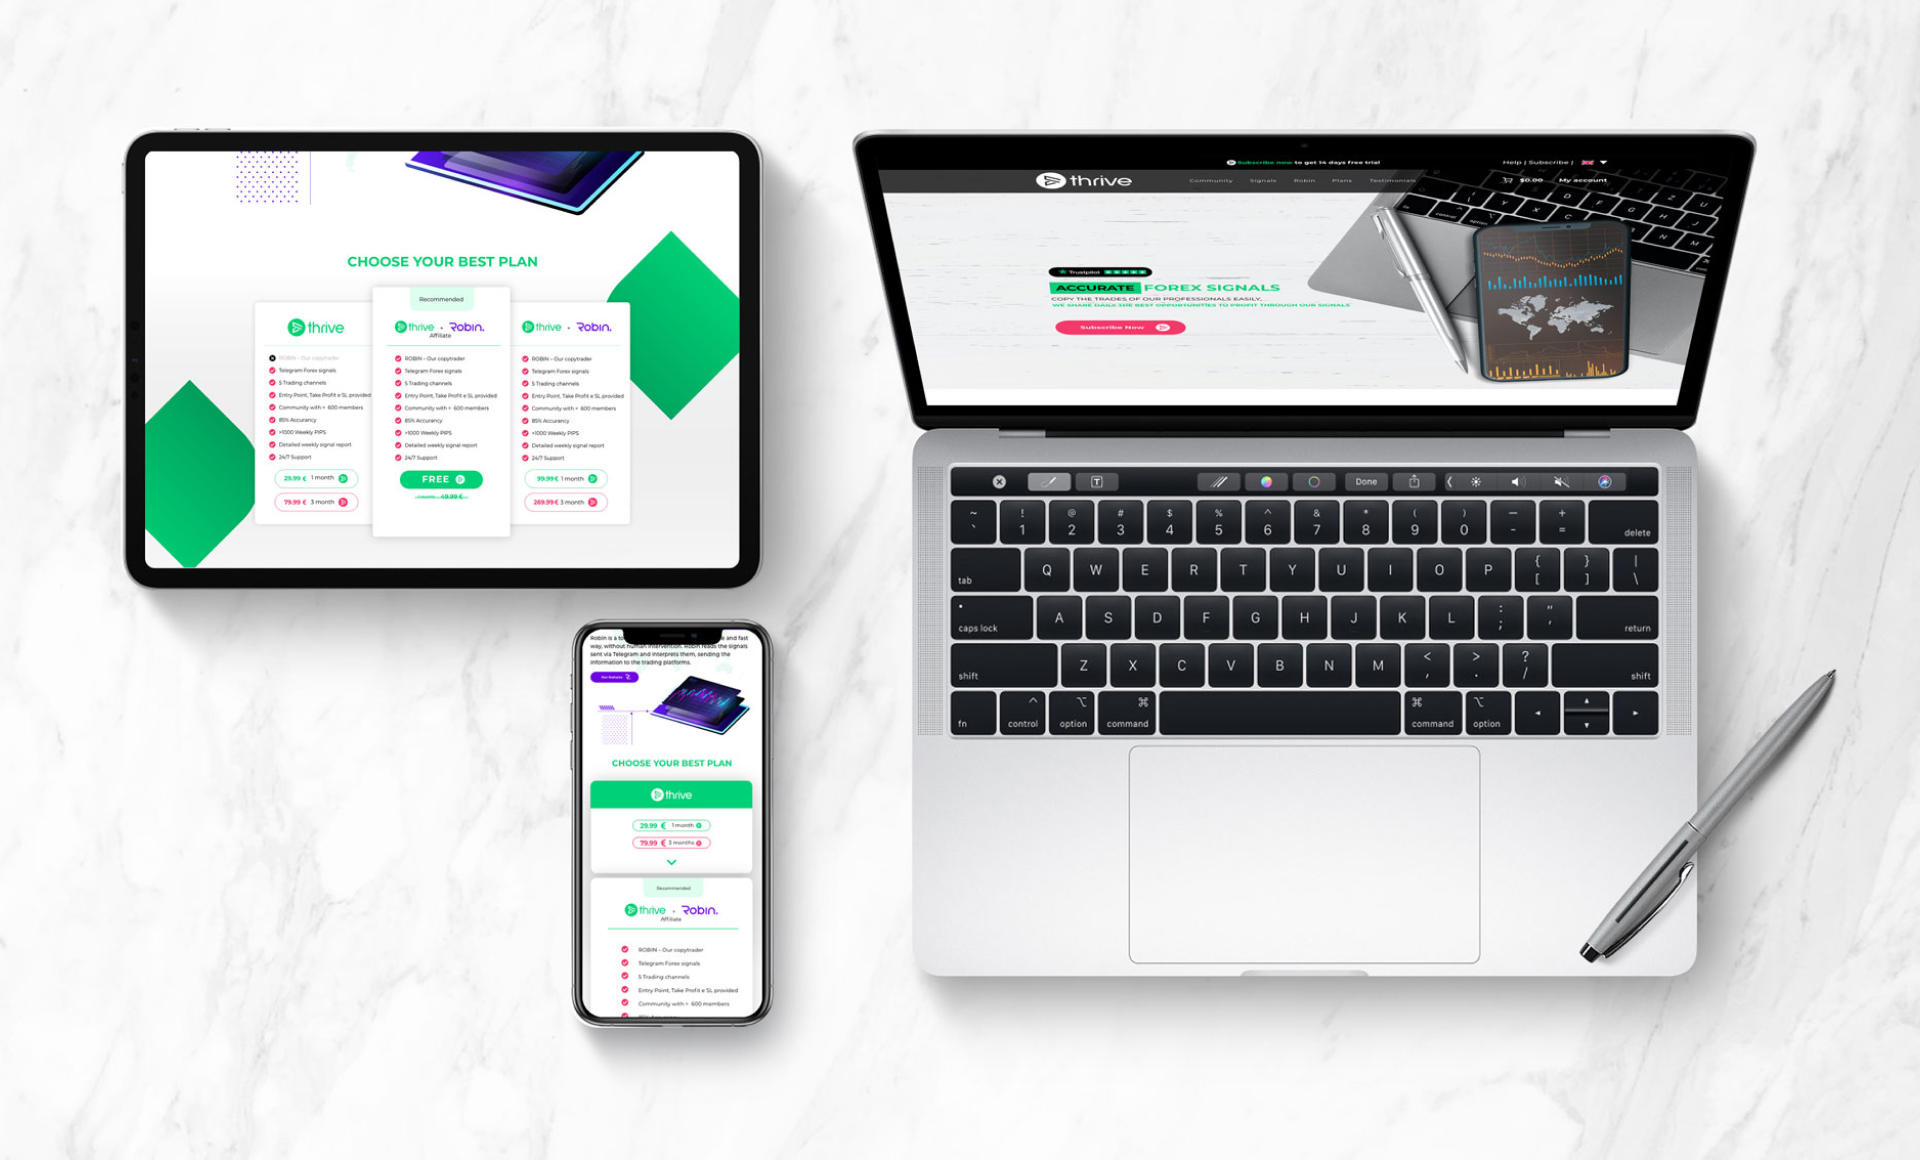 CHOOSE YOUR BEST PLAN
thrive
ROBIN - Our copytrader
Telegram Forex signals
5 Trading channels
Entry Point, Take Profit e SL provided
Community with + 600 members
85% Accurancy
+1000 Weekly PIPS
Detailed weekly signal report
24/7 Support
29.99 € 1 month
79.99 € 3 month
Recommended
thrive + Robin.
Affiliate
ROBIN - Our copytrader
Telegram Forex signals
5 Trading channels
Entry Point, Take Profit e SL provided
Community with + 600 members
85% Accurancy
+1000 Weekly PIPS
Detailed weekly signal report
24/7 Support
FREE
49.99 €
thrive + Robin.
ROBIN - Our copytrader
Telegram Forex signals
5 Trading channels
Entry Point, Take Profit e SL provided
Community with + 600 members
85% Accurancy
+1000 Weekly PIPS
Detailed weekly signal report
24/7 Support
99.99 € 1 month
269.99 € 3 month
Subscribe now to get 14 days free trial
Help | Subscribe |
thrive
Community Signals Robin Plans Testimonials
$0.00 My account
Trustpilot
ACCURATE FOREX SIGNALS
COPY THE TRADES OF OUR PROFESSIONALS EASILY.
WE SHARE DAILY THE BEST OPPORTUNITIES TO PROFIT THROUGH OUR SIGNALS
Subscribe Now
T Done
~ ` ! 1 @ 2 # 3 $ 4 % 5 ^ 6 & 7 * 8 ( 9 ) 0 — - + = delete
tab Q W E R T Y U I O P { [ } ] | \
caps lock A S D F G H J K L : ; " ' return
shift Z X C V B N M < , > . ? / shift
fn control option command command option
Robin is a to e and fast
way, without human intervention. Robin reads the signals
sent via Telegram and interprets them, sending the
information to the trading platforms.
CHOOSE YOUR BEST PLAN
thrive
29.99 € 1 month
79.99 € 3 months
Recommended
thrive + Robin.
Affiliate
ROBIN - Our copytrader
Telegram Forex signals
5 Trading channels
Entry Point, Take Profit e SL provided
Community with + 600 members